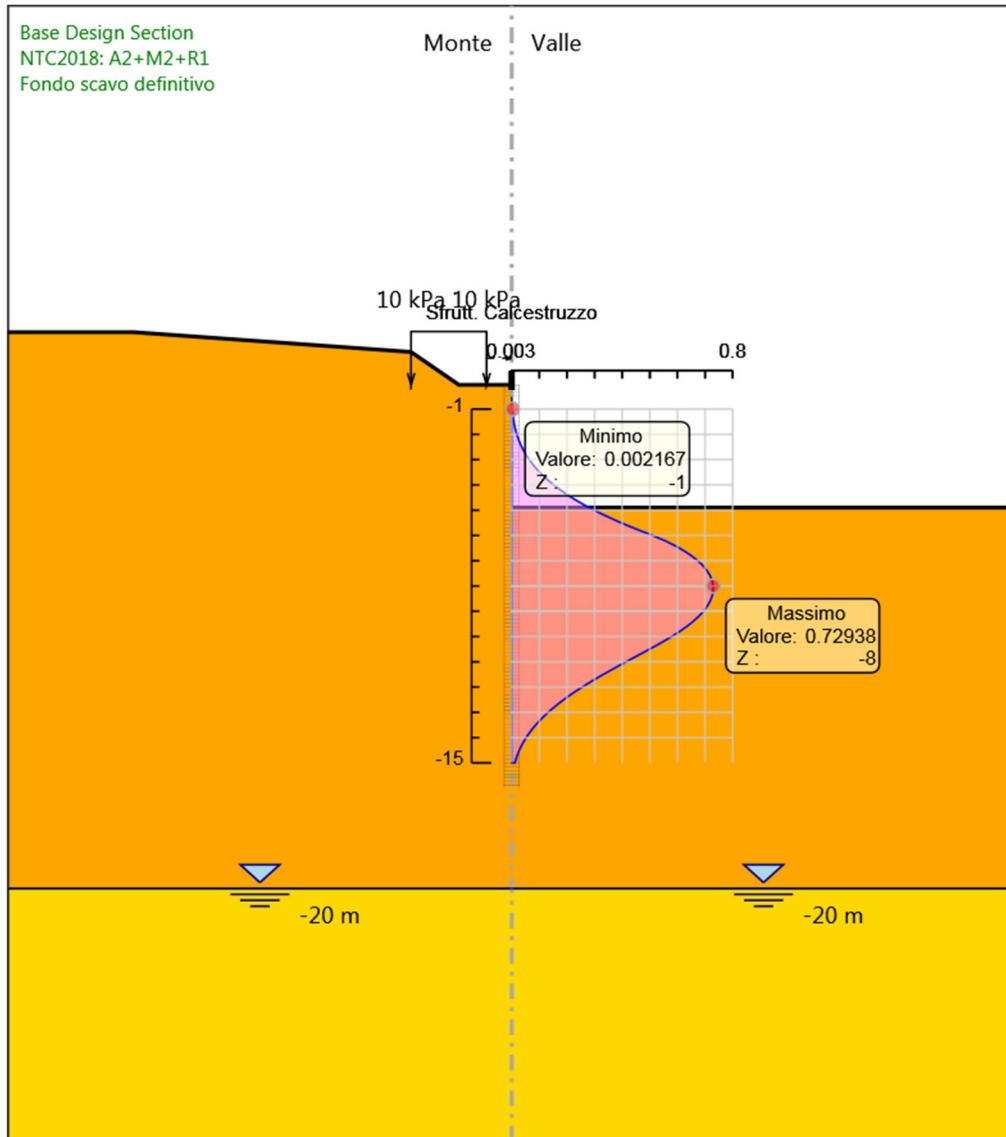 Base Design Section
NTC2018: A2+M2+R1
Fondo scavo definitivo
Monte
Valle
10 kPa
10 kPa
Sfrutt. Calcestruzzo
0.003
0.8
-1
Minimo
Valore: 0.002167
Z : -1
Massimo
Valore: 0.72938
Z : -8
-15
-20 m
-20 m